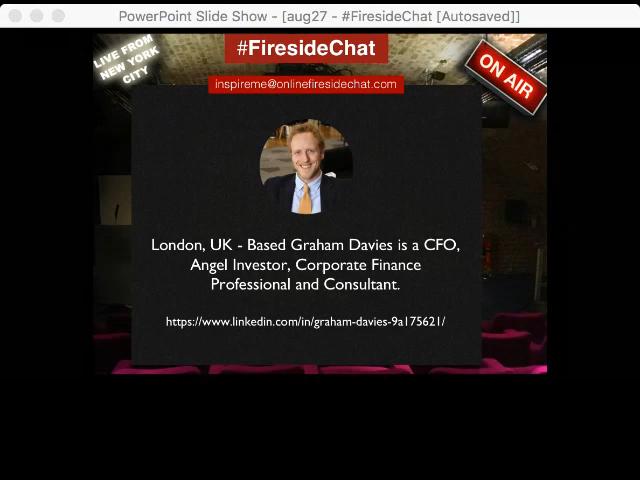 PowerPoint Slide Show - [aug27 - #FiresideChat [Autosaved]]
LIVE FROM
NEW YORK
CITY
#FiresideChat
ON AIR
inspireme@onlinefiresidechat.com
London, UK - Based Graham Davies is a CFO,
Angel Investor, Corporate Finance
Professional and Consultant.
https://www.linkedin.com/in/graham-davies-9a175621/